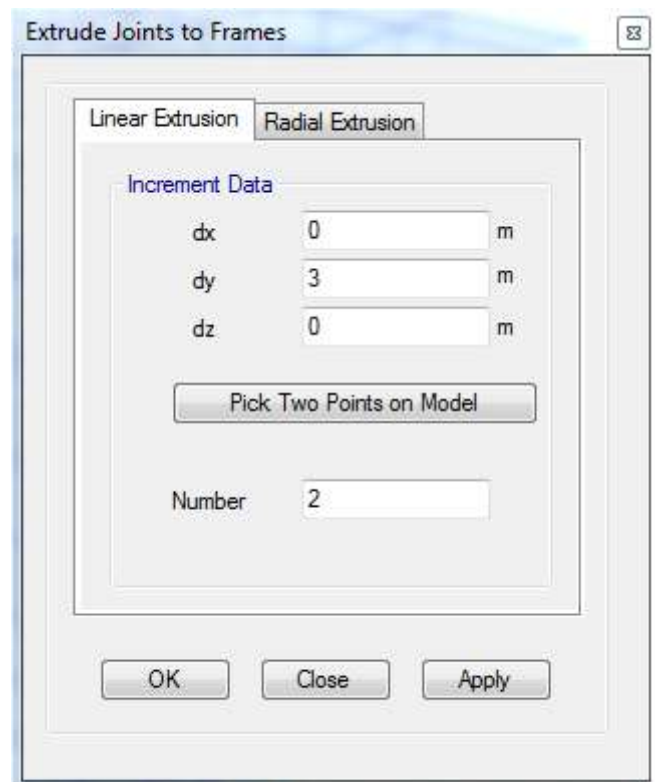 Extrude Joints to Frames
Linear Extrusion Radial Extrusion
Increment Data
dx 0 m
dy 3 m
dz 0 m
Pick Two Points on Model
Number 2
OK Close Apply